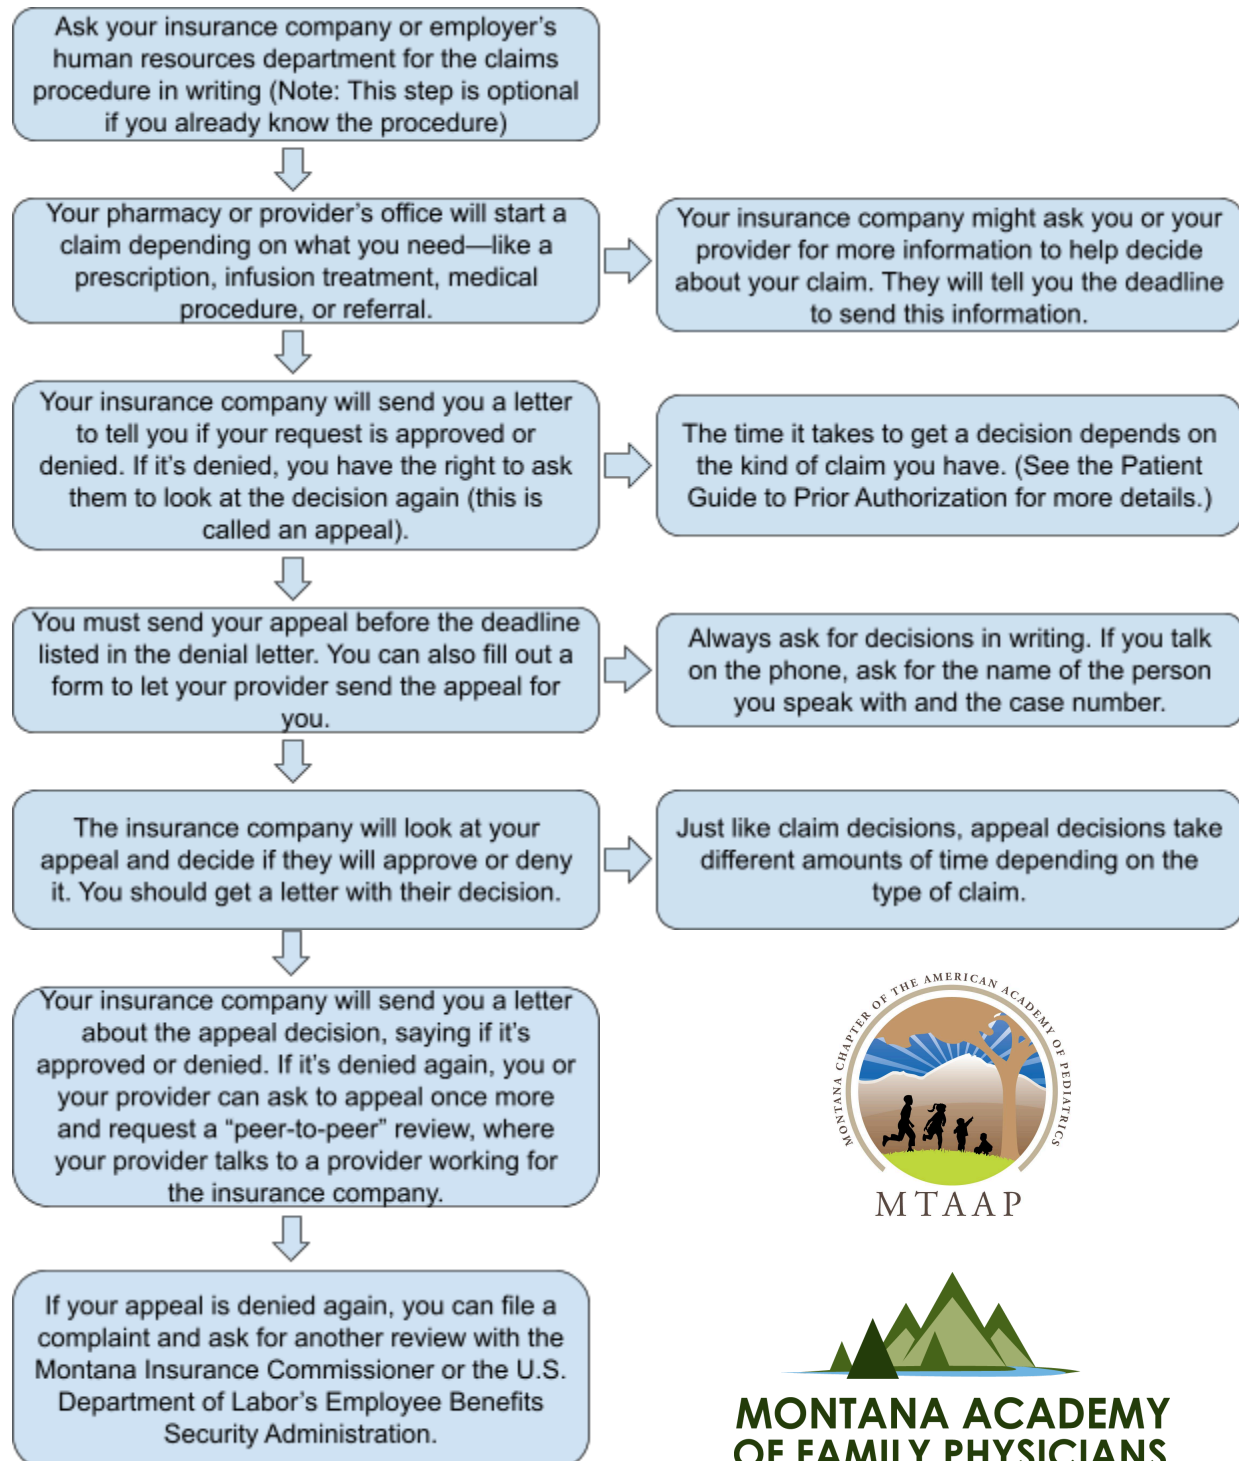 Ask your insurance company or employer’s
human resources department for the claims
procedure in writing (Note: This step is optional
if you already know the procedure)
Your pharmacy or provider’s office will start a
claim depending on what you need—like a
prescription, infusion treatment, medical
procedure, or referral.
Your insurance company might ask you or your
provider for more information to help decide
about your claim. They will tell you the deadline
to send this information.
Your insurance company will send you a letter
to tell you if your request is approved or
denied. If it’s denied, you have the right to ask
them to look at the decision again (this is
called an appeal).
The time it takes to get a decision depends on
the kind of claim you have. (See the Patient
Guide to Prior Authorization for more details.)
You must send your appeal before the deadline
listed in the denial letter. You can also fill out a
form to let your provider send the appeal for
you.
Always ask for decisions in writing. If you talk
on the phone, ask for the name of the person
you speak with and the case number.
The insurance company will look at your
appeal and decide if they will approve or deny
it. You should get a letter with their decision.
Just like claim decisions, appeal decisions take
different amounts of time depending on the
type of claim.
Your insurance company will send you a letter
about the appeal decision, saying if it’s
approved or denied. If it’s denied again, you or
your provider can ask to appeal once more
and request a “peer-to-peer” review, where
your provider talks to a provider working for
the insurance company.
If your appeal is denied again, you can file a
complaint and ask for another review with the
Montana Insurance Commissioner or the U.S.
Department of Labor’s Employee Benefits
Security Administration.
MONTANA CHAPTER OF THE AMERICAN ACADEMY OF PEDIATRICS
MTAAP
MONTANA ACADEMY
OF FAMILY PHYSICIANS